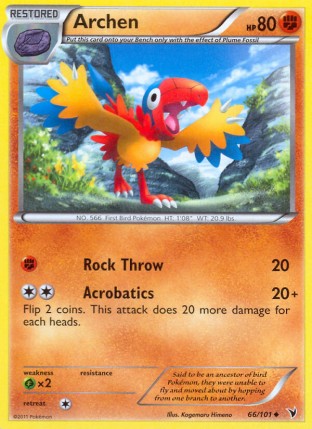 RESTORED
Archen
HP 80
Put this card onto your Bench only with the effect of Plume Fossil
NO. 566. First Bird Pokémon. HT. 1'08" WT. 20.9 lbs.
Rock Throw 20
Acrobatics 20+
Flip 2 coins. This attack does 20 more damage for
each heads.
weakness
×2
resistance
retreat
Said to be an ancestor of bird
Pokémon, they were unable to
fly and moved about by hopping
from one branch to another.
Illus. Kagemaru Himeno
66/101
©2011 Pokémon